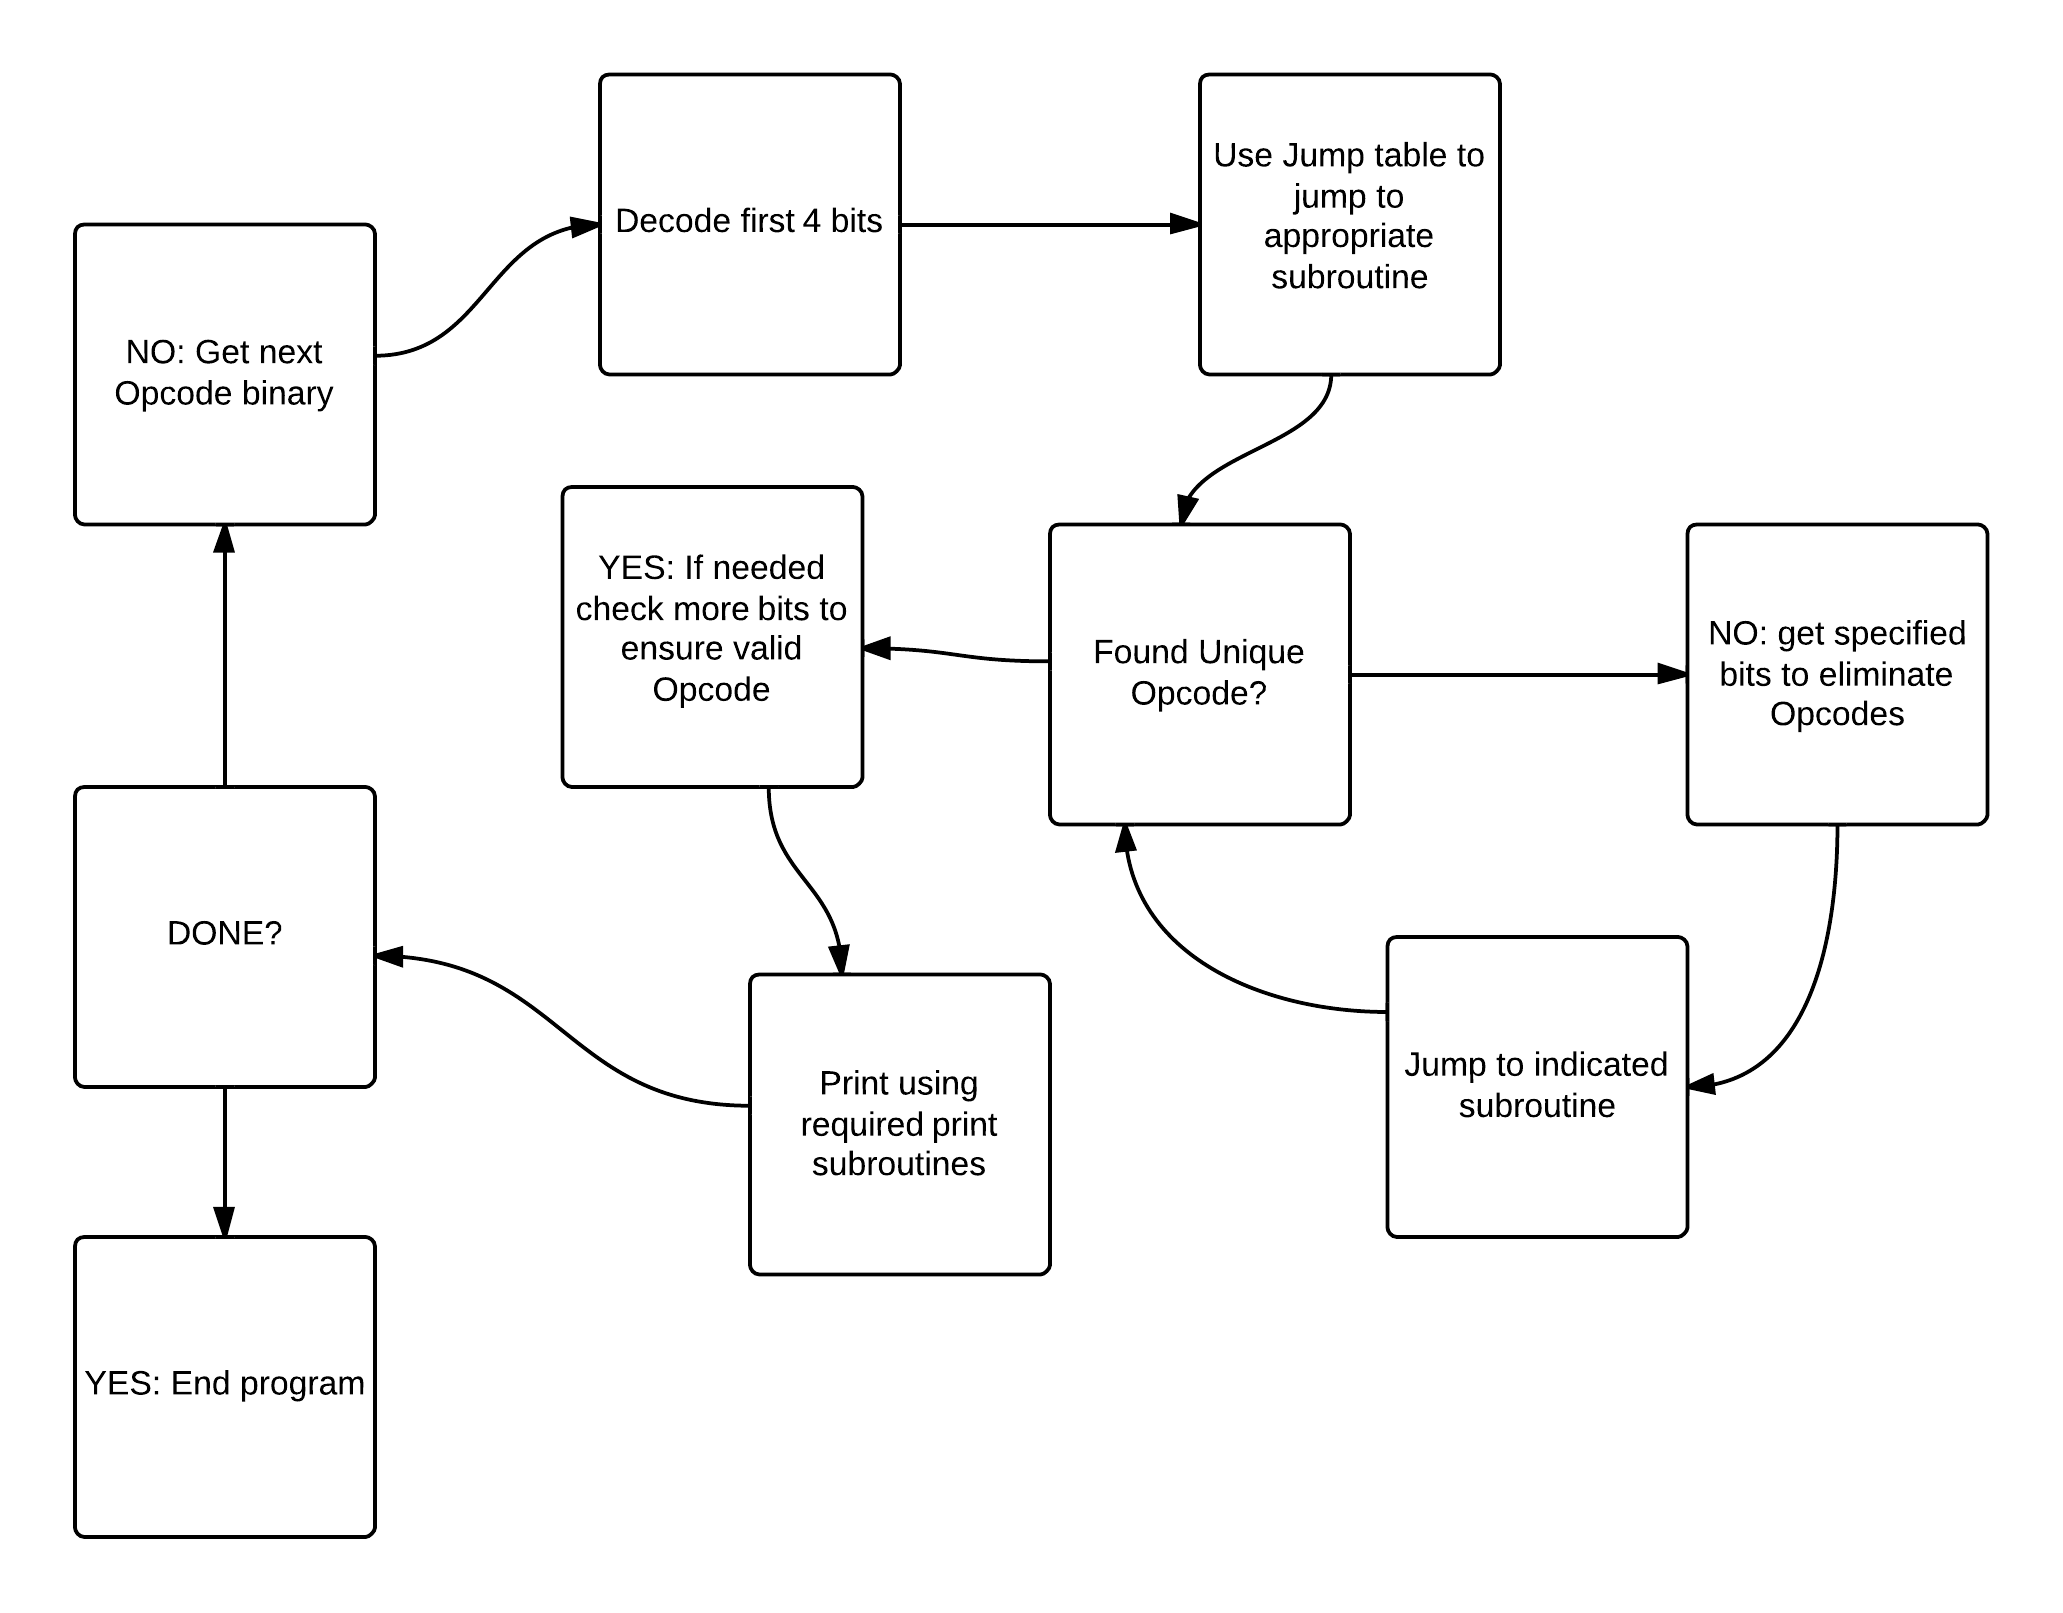 Decode first 4 bits
Use Jump table to
jump to
appropriate
subroutine
NO: Get next
Opcode binary
YES: If needed
check more bits to
ensure valid
Opcode
Found Unique
Opcode?
NO: get specified
bits to eliminate
Opcodes
DONE?
Print using
required print
subroutines
Jump to indicated
subroutine
YES: End program